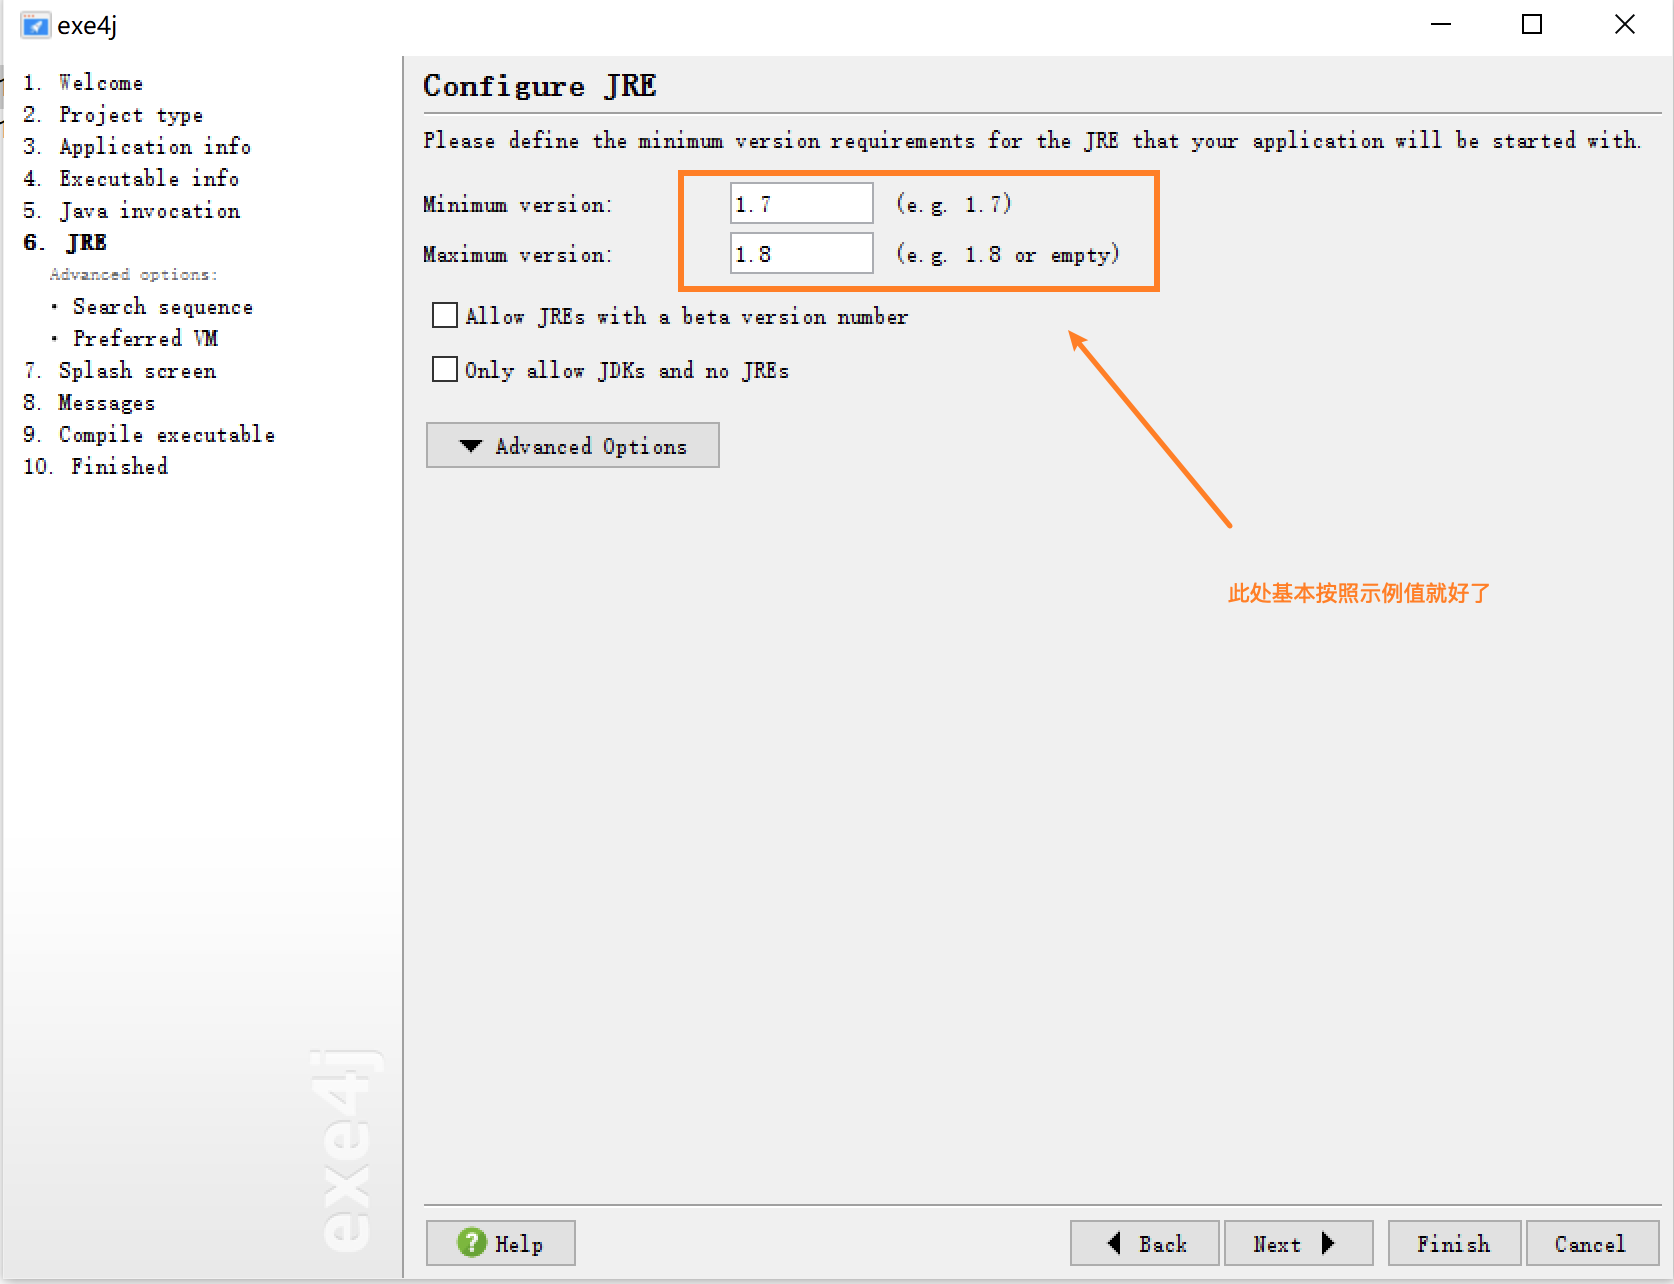 exe4j
1. Welcome
2. Project type
3. Application info
4. Executable info
5. Java invocation
6. JRE
Advanced options:
· Search sequence
· Preferred VM
7. Splash screen
8. Messages
9. Compile executable
10. Finished
exe4j
Configure JRE
Please define the minimum version requirements for the JRE that your application will be started with.
Minimum version: 1.7 (e.g. 1.7)
Maximum version: 1.8 (e.g. 1.8 or empty)
Allow JREs with a beta version number
Only allow JDKs and no JREs
Advanced Options
此处基本按照示例值就好了
? Help
Back Next Finish Cancel